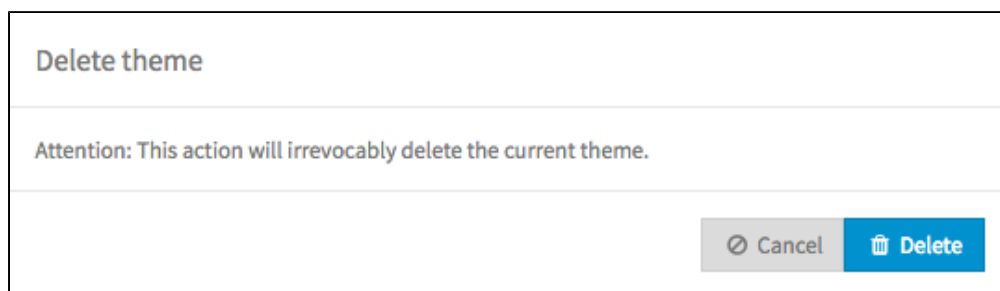 Delete theme
Attention: This action will irrevocably delete the current theme.
Cancel Delete